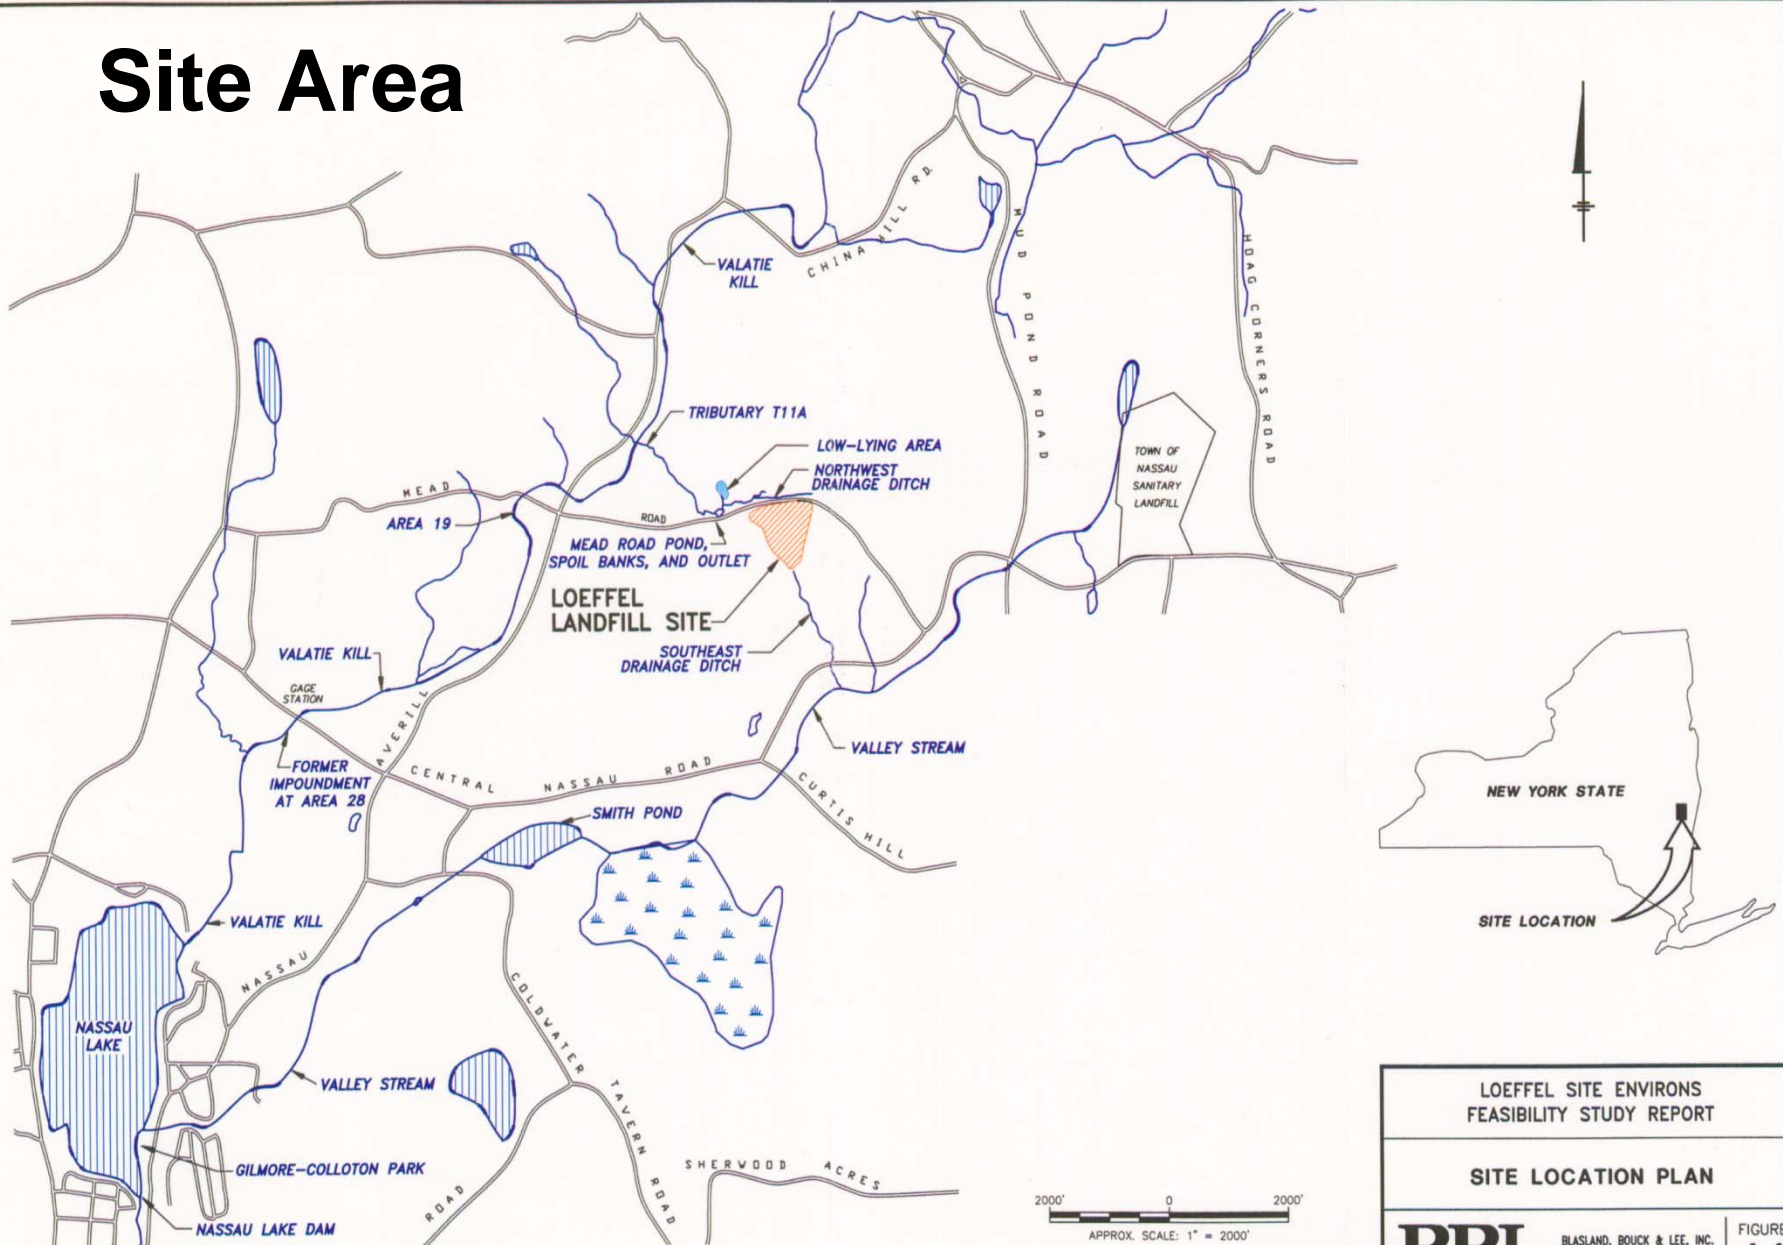 Site Area
VALATIE
KILL
CHINA HILL RD.
MUD POND ROAD
HOAG CORNERS ROAD
TRIBUTARY T11A
LOW-LYING AREA
NORTHWEST
DRAINAGE DITCH
TOWN OF
NASSAU
SANITARY
LANDFILL
MEAD
ROAD
AREA 19
MEAD ROAD POND,
SPOIL BANKS, AND OUTLET
LOEFFEL
LANDFILL SITE
SOUTHEAST
DRAINAGE DITCH
VALATIE KILL
GAGE
STATION
AVERILL
VALLEY STREAM
FORMER
IMPOUNDMENT
AT AREA 28
CENTRAL NASSAU ROAD
CURTIS HILL
SMITH POND
NEW YORK STATE
SITE LOCATION
VALATIE KILL
NASSAU
COLDWATER TAVERN ROAD
NASSAU
LAKE
VALLEY STREAM
GILMORE-COLLOTON PARK
ROAD
SHERWOOD ACRES
NASSAU LAKE DAM
2000' 0 2000'
APPROX. SCALE: 1" = 2000'
LOEFFEL SITE ENVIRONS
FEASIBILITY STUDY REPORT
SITE LOCATION PLAN
BLASLAND, BOUCK & LEE, INC.
FIGURE